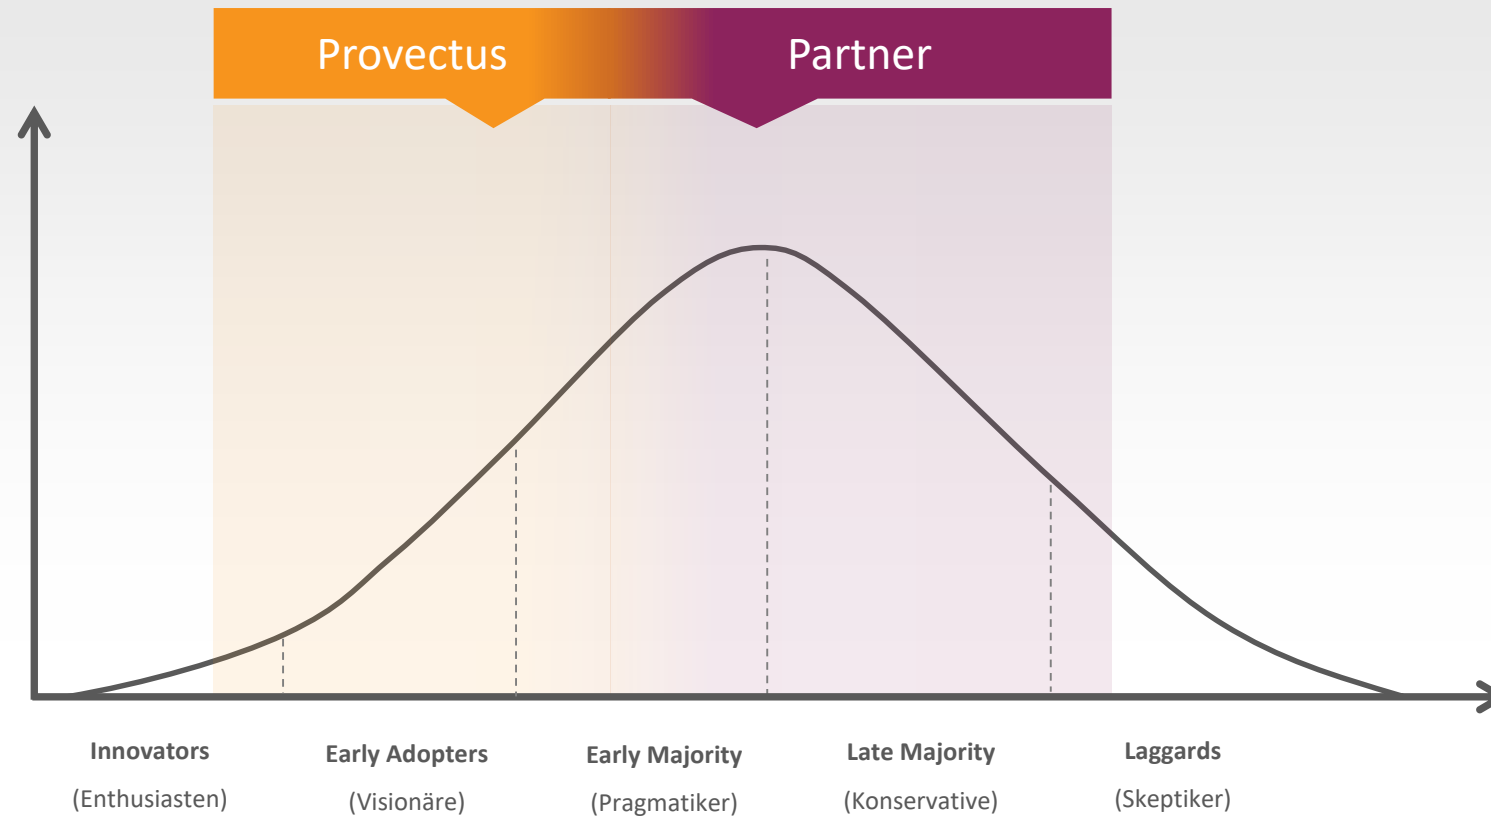 Provectus
Partner
Innovators
(Enthusiasten)
Early Adopters
(Visionäre)
Early Majority
(Pragmatiker)
Late Majority
(Konservative)
Laggards
(Skeptiker)